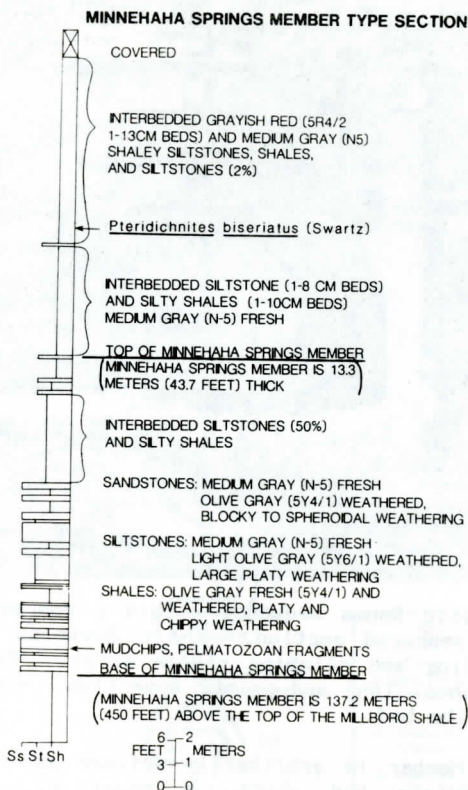 MINNEHAHA SPRINGS MEMBER TYPE SECTION
COVERED
INTERBEDDED GRAYISH RED (5R4/2
1-13CM BEDS) AND MEDIUM GRAY (N5)
SHALEY SILTSTONES, SHALES,
AND SILTSTONES (2%)
Pteridichnites biseriatus (Swartz)
INTERBEDDED SILTSTONE (1-8 CM BEDS)
AND SILTY SHALES (1-10CM BEDS)
MEDIUM GRAY (N-5) FRESH
TOP OF MINNEHAHA SPRINGS MEMBER
(MINNEHAHA SPRINGS MEMBER IS 13.3
METERS (43.7 FEET) THICK)
INTERBEDDED SILTSTONES (50%)
AND SILTY SHALES
SANDSTONES: MEDIUM GRAY (N-5) FRESH
OLIVE GRAY (5Y4/1) WEATHERED,
BLOCKY TO SPHEROIDAL WEATHERING
SILTSTONES: MEDIUM GRAY (N-5) FRESH
LIGHT OLIVE GRAY (5Y6/1) WEATHERED,
LARGE PLATY WEATHERING
SHALES: OLIVE GRAY FRESH (5Y4/1) AND
WEATHERED, PLATY AND
CHIPPY WEATHERING
MUDCHIPS, PELMATOZOAN FRAGMENTS
BASE OF MINNEHAHA SPRINGS MEMBER
(MINNEHAHA SPRINGS MEMBER IS 137.2 METERS
(450 FEET) ABOVE THE TOP OF THE MILLBORO SHALE)
Ss St Sh
6 2
FEET METERS
3 1
0 0